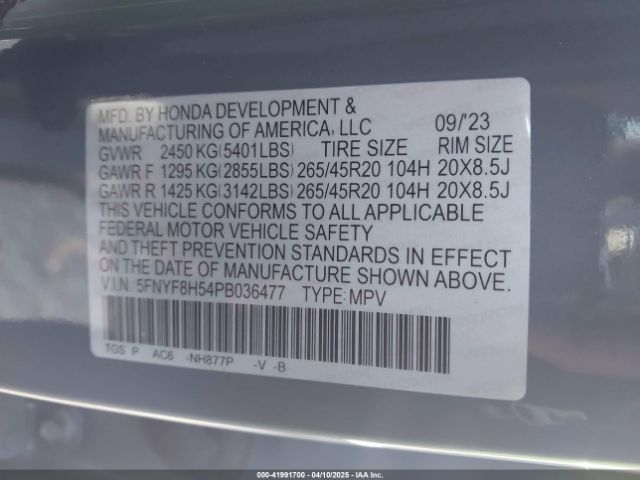 MFD. BY HONDA DEVELOPMENT &
MANUFACTURING OF AMERICA, LLC 09/'23
GVWR 2450 KG(5401LBS) TIRE SIZE RIM SIZE
GAWR F 1295 KG(2855LBS) 265/45R20 104H 20X8.5J
GAWR R 1425 KG(3142LBS) 265/45R20 104H 20X8.5J
THIS VEHICLE CONFORMS TO ALL APPLICABLE
FEDERAL MOTOR VEHICLE SAFETY
AND THEFT PREVENTION STANDARDS IN EFFECT
ON THE DATE OF MANUFACTURE SHOWN ABOVE.
V.I.N.: 5FNYF8H54PB036477 TYPE: MPV
TGS :P AC6 -NH877P -V -B
000-41991700 - 04/10/2025 - IAAI.COM